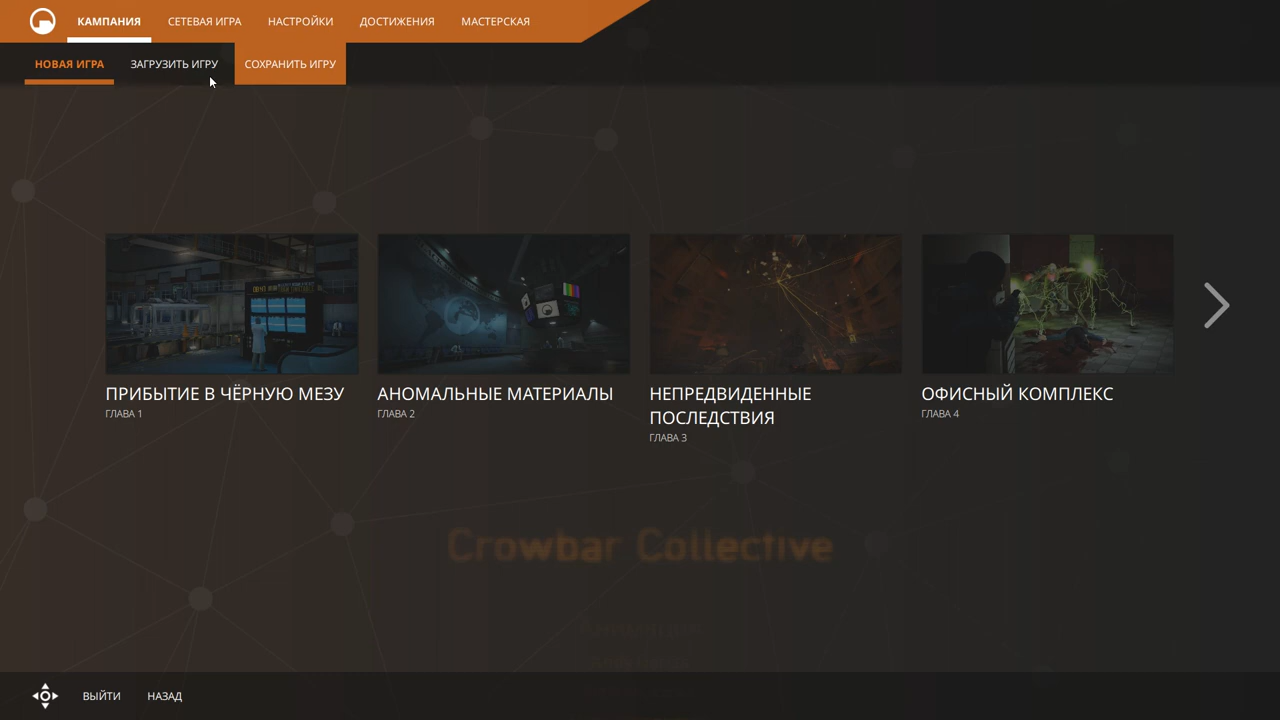 КАМПАНИЯ СЕТЕВАЯ ИГРА НАСТРОЙКИ ДОСТИЖЕНИЯ МАСТЕРСКАЯ
НОВАЯ ИГРА ЗАГРУЗИТЬ ИГРУ СОХРАНИТЬ ИГРУ
ПРИБЫТИЕ В ЧЁРНУЮ МЕЗУ
ГЛАВА 1
АНОМАЛЬНЫЕ МАТЕРИАЛЫ
ГЛАВА 2
НЕПРЕДВИДЕННЫЕ
ПОСЛЕДСТВИЯ
ГЛАВА 3
ОФИСНЫЙ КОМПЛЕКС
ГЛАВА 4
Crowbar Collective
ВЫЙТИ НАЗАД